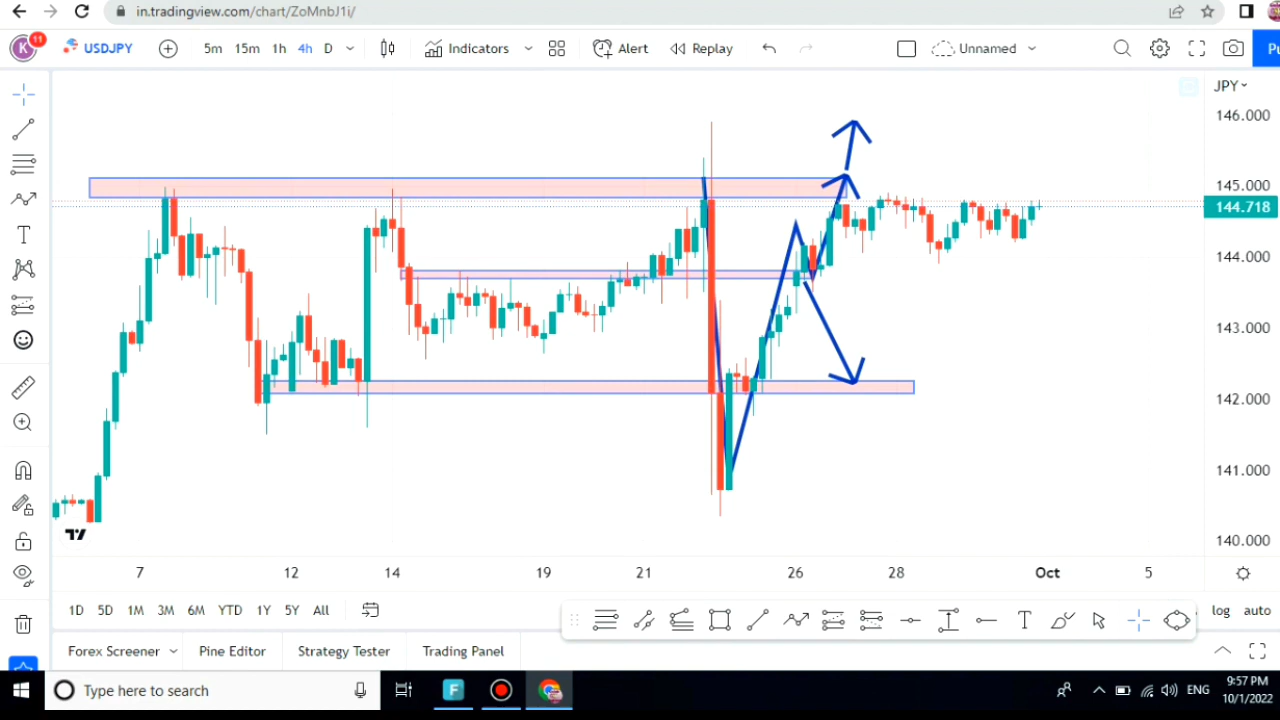 in.tradingview.com/chart/ZoMnbJ1i/
K 11 USDJPY 5m 15m 1h 4h D Indicators Alert Replay Unnamed Pu
JPY
146.000
145.000
144.718
144.000
143.000
142.000
141.000
140.000
7 12 14 19 21 26 28 Oct 5
1D 5D 1M 3M 6M YTD 1Y 5Y All log auto
Forex Screener Pine Editor Strategy Tester Trading Panel
Type here to search
ENG
9:57 PM
10/1/2022